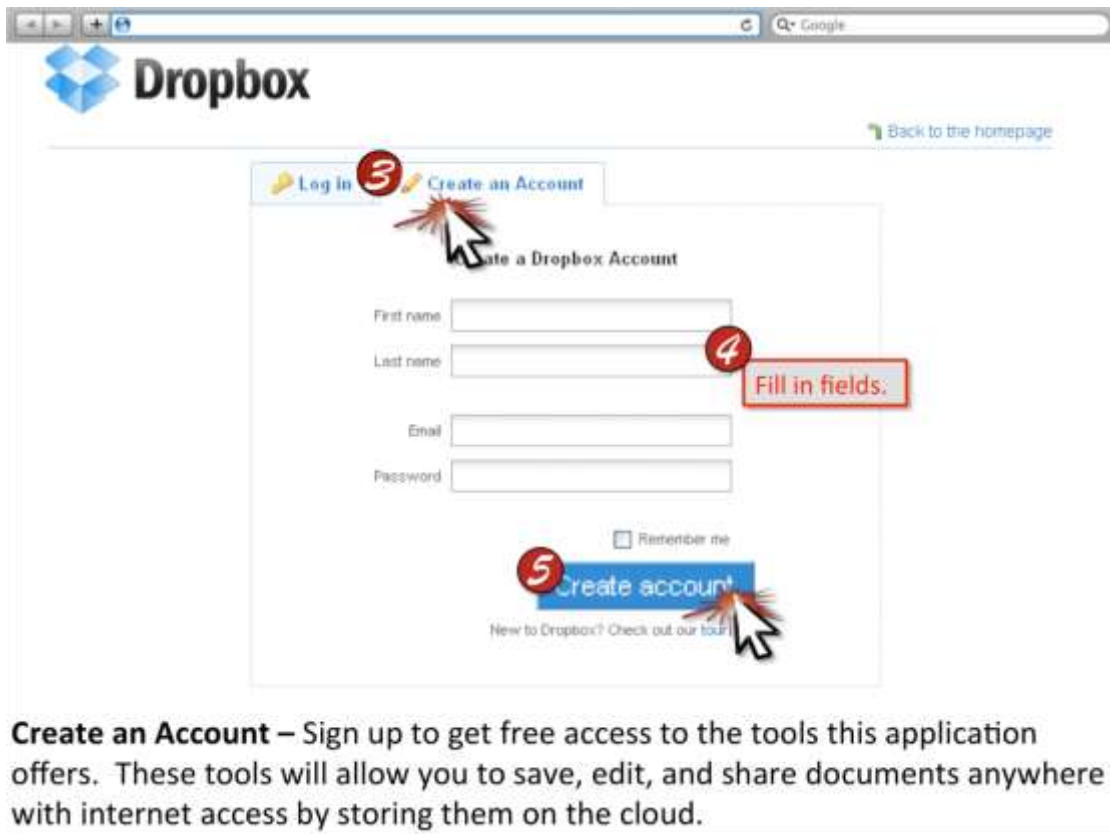 Google
Dropbox
Back to the homepage
Log in
3
Create an Account
Create a Dropbox Account
First name
Last name
4
Fill in fields.
Email
Password
Remember me
5
Create account
New to Dropbox? Check out our tour
Create an Account – Sign up to get free access to the tools this application
offers. These tools will allow you to save, edit, and share documents anywhere
with internet access by storing them on the cloud.